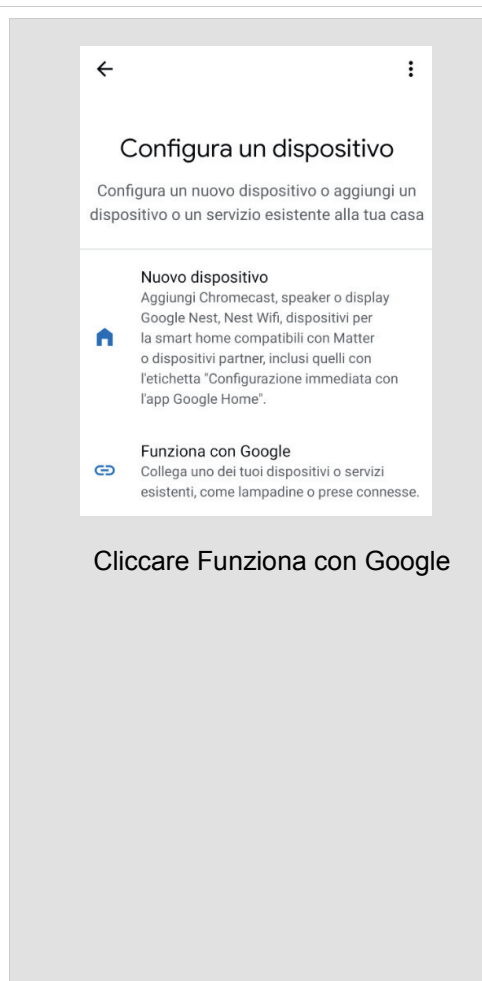 Configura un dispositivo
Configura un nuovo dispositivo o aggiungi un
dispositivo o un servizio esistente alla tua casa
Nuovo dispositivo
Aggiungi Chromecast, speaker o display
Google Nest, Nest Wifi, dispositivi per
la smart home compatibili con Matter
o dispositivi partner, inclusi quelli con
l'etichetta "Configurazione immediata con
l'app Google Home".
Funziona con Google
Collega uno dei tuoi dispositivi o servizi
esistenti, come lampadine o prese connesse.
Cliccare Funziona con Google